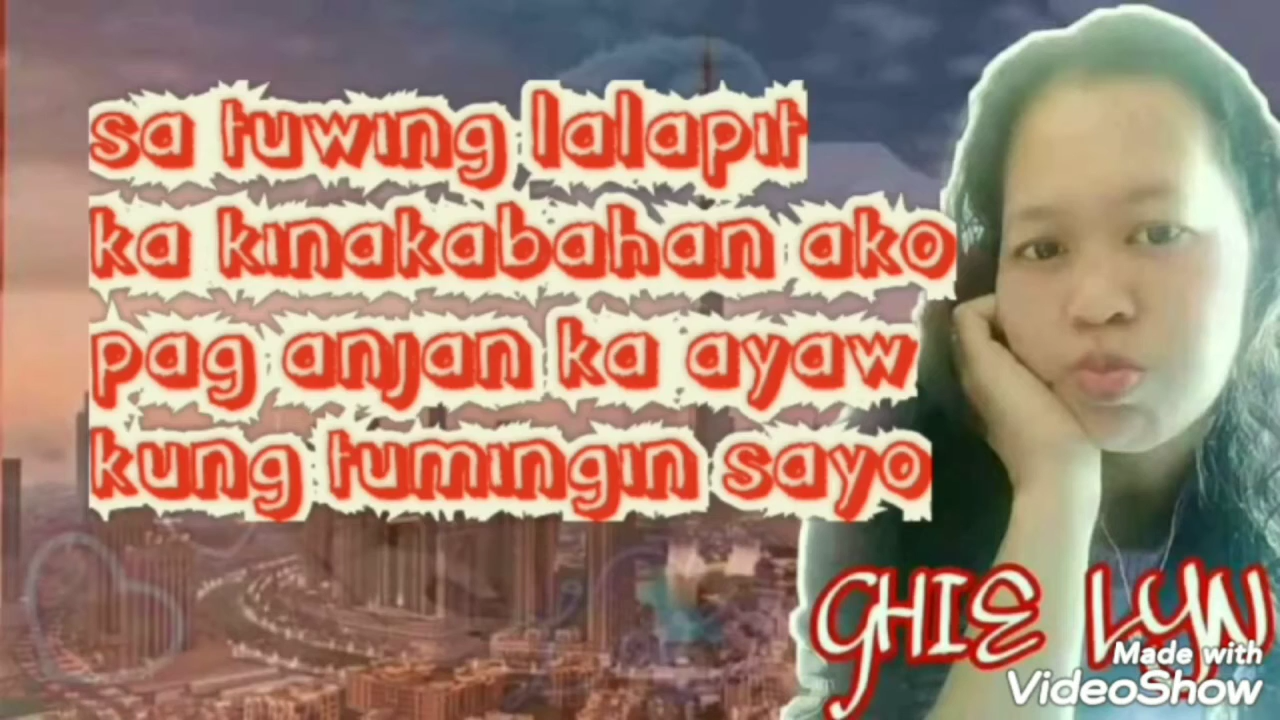 sa tuwing lalapit
ka kinakabahan ako
pag anjan ka ayaw
kung tumingin sayo
GHIE LYN
Made with
VideoShow